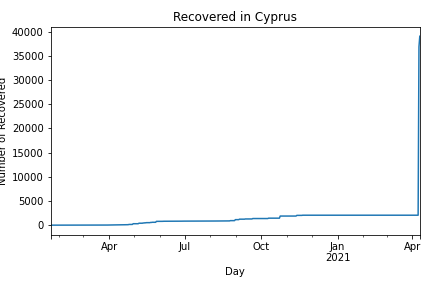 Recovered in Cyprus
Number of Recovered
40000
35000
30000
25000
20000
15000
10000
5000
0
Apr
Jul
Oct
Jan
2021
Apr
Day